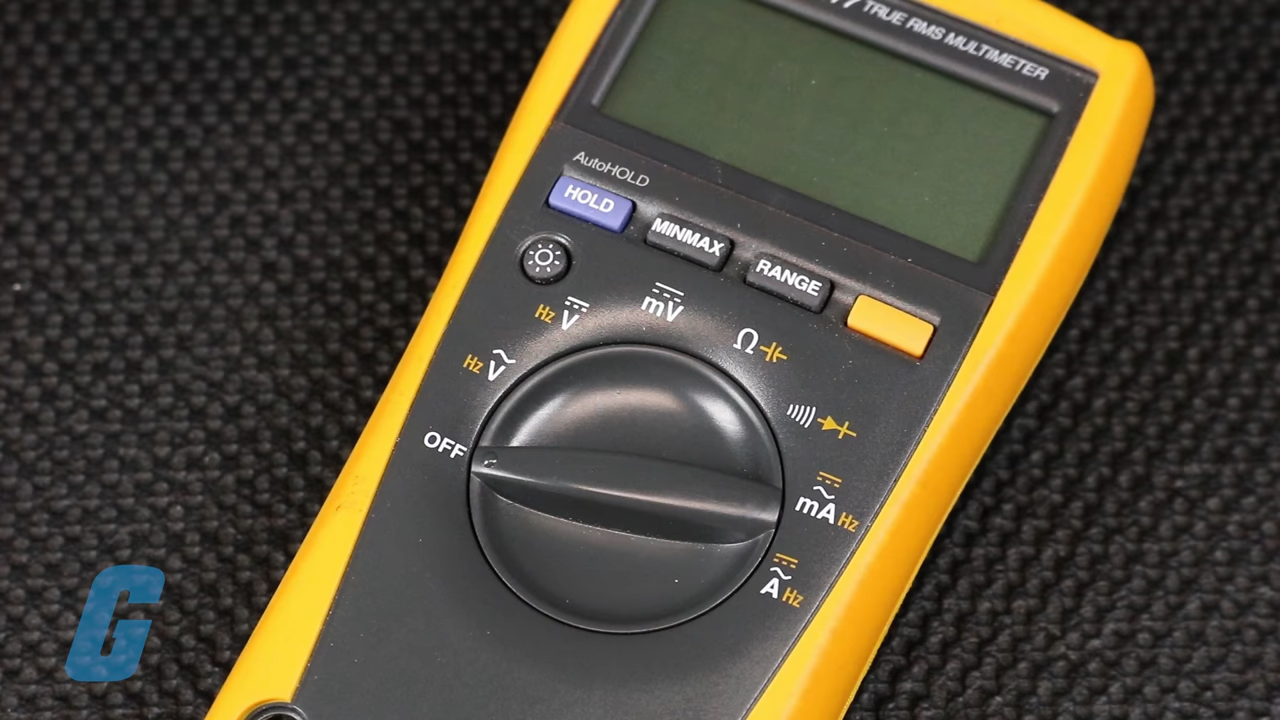 TRUE RMS MULTIMETER
AutoHOLD
HOLD
MINMAX
RANGE
mV
Hz V
Ω
Hz V
OFF
mA Hz
A Hz
G